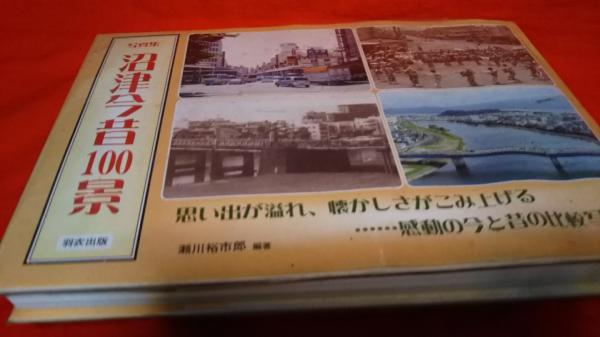 写真集
沼津今昔100景
羽衣出版
思い出が溢れ、懐かしさがこみ上げる
……感動の今と昔の比較写
瀬川裕市郎 編著